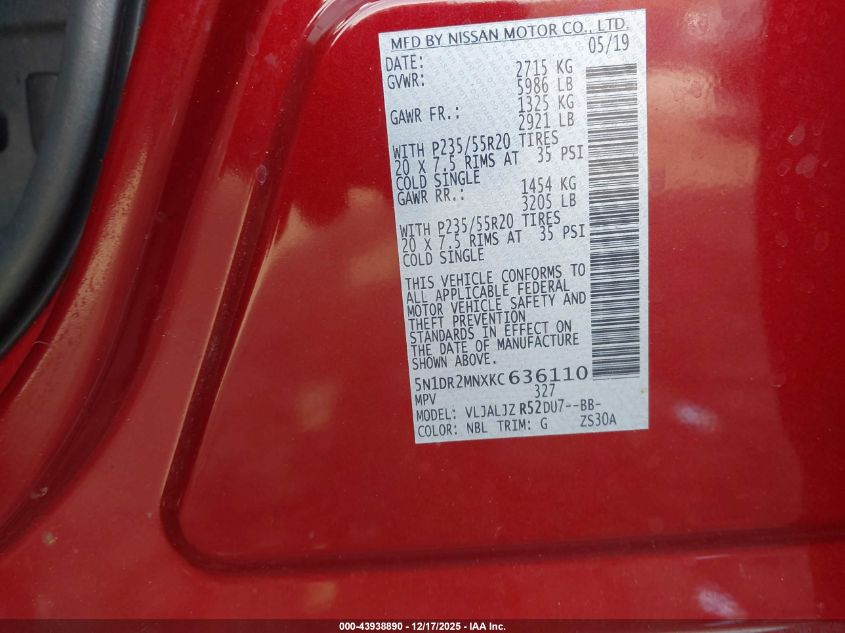 MFD BY NISSAN MOTOR CO., LTD.
DATE: 05/19
GVWR: 2715 KG
5986 LB
GAWR FR.: 1325 KG
2921 LB
WITH P235/55R20 TIRES
20 X 7.5 RIMS AT 35 PSI
COLD SINGLE
GAWR RR.: 1454 KG
3205 LB
WITH P235/55R20 TIRES
20 X 7.5 RIMS AT 35 PSI
COLD SINGLE
THIS VEHICLE CONFORMS TO
ALL APPLICABLE FEDERAL
MOTOR VEHICLE SAFETY AND
THEFT PREVENTION
STANDARDS IN EFFECT ON
THE DATE OF MANUFACTURE
SHOWN ABOVE.
5N1DR2MNXKC636110
MPV 327
MODEL: VLJALJZ R52DU7--BB-
COLOR: NBL TRIM: G ZS30A
000-43938890 - 12/17/2025 - IAA Inc.